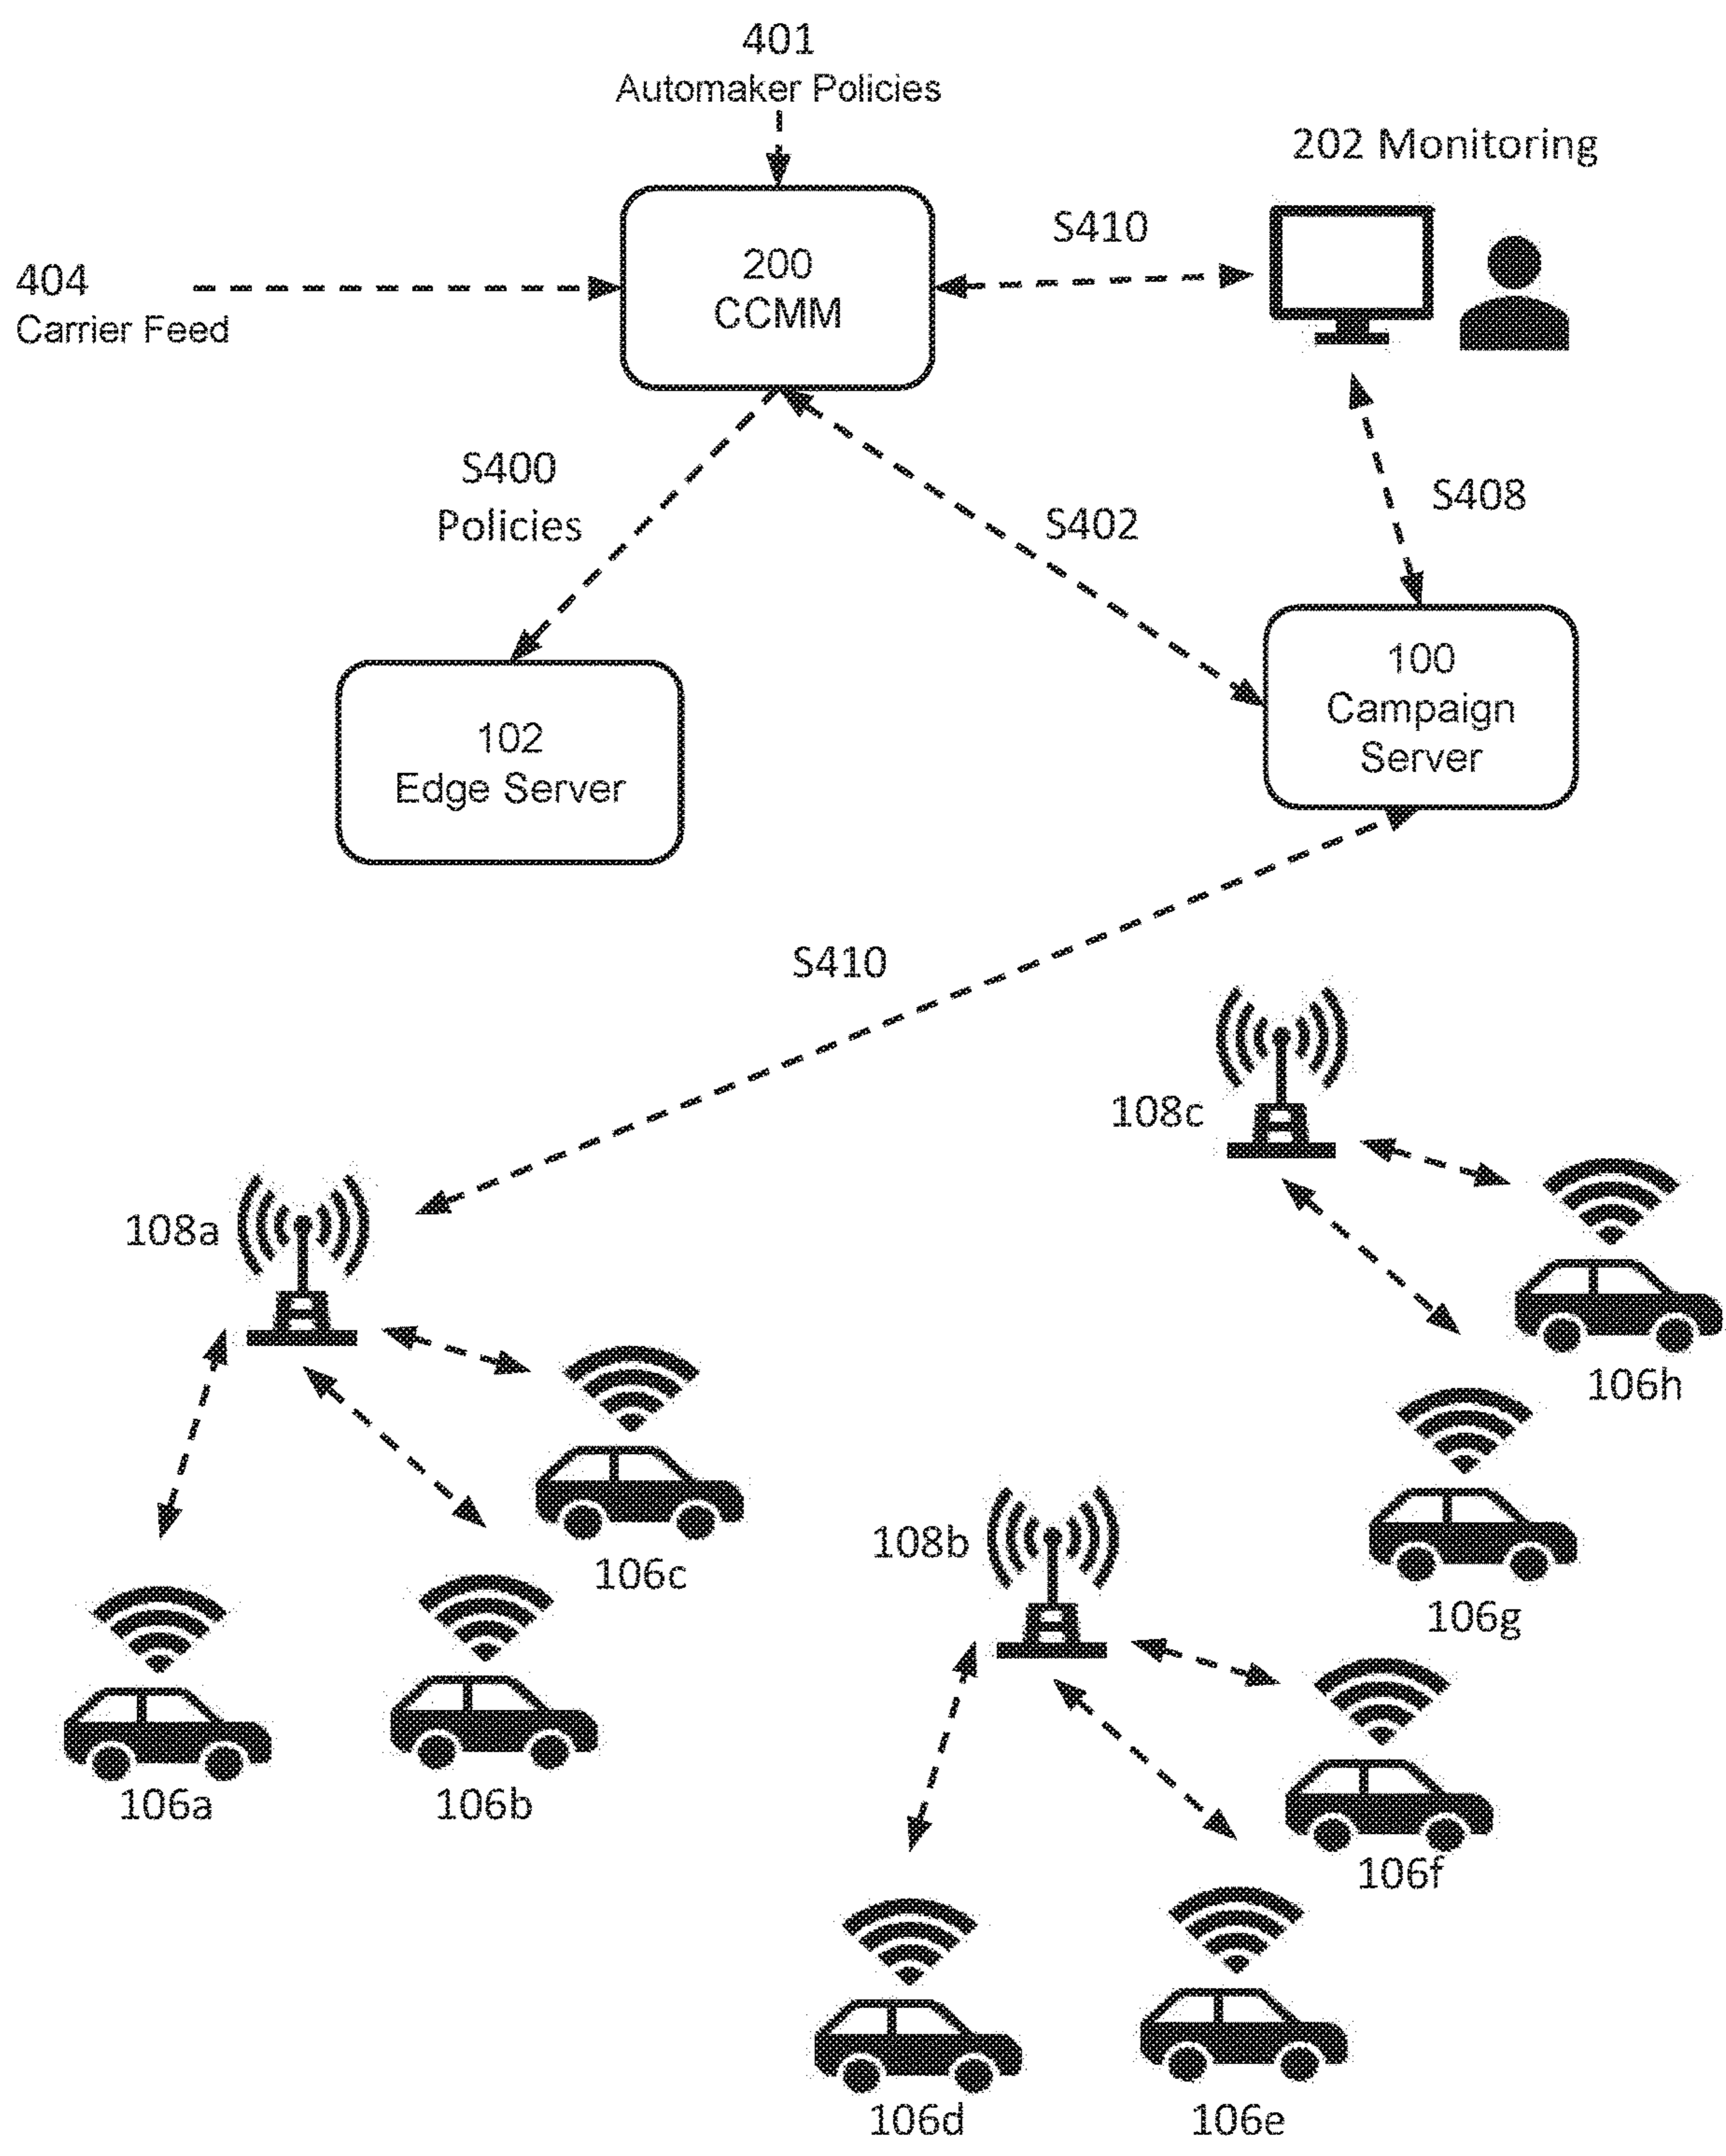 401
Automaker Policies
202 Monitoring
S410
200
CCMM
404
Carrier Feed
S400
Policies
S402
S408
100
Campaign
Server
102
Edge Server
S410
108c
108a
106h
106c
108b
106g
106a
106b
106f
106d
106e